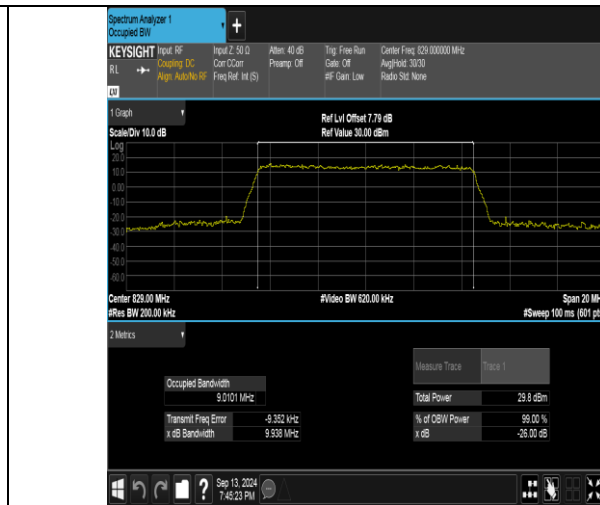 Spectrum Analyzer 1
Occupied BW
+
KEYSIGHT Input: RF Input Z: 50 Ω Atten: 40 dB Trig: Free Run Center Freq: 829.000000 MHz
RL Coupling: DC Corr CCorr Preamp: Off Gate: Off Avg|Hold: 30/30
Align: Auto/No RF Freq Ref: Int (S) #IF Gain: Low Radio Std: None
1 Graph
Ref Lvl Offset 7.79 dB
Scale/Div 10.0 dB Ref Value 30.00 dBm
Log
20.0
10.0
0.00
-10.0
-20.0
-30.0
-40.0
-50.0
-60.0
Center 829.00 MHz #Video BW 620.00 kHz Span 20 MH
#Res BW 200.00 kHz #Sweep 100 ms (601 pt
2 Metrics
Measure Trace Trace 1
Occupied Bandwidth
9.0101 MHz Total Power 29.8 dBm
Transmit Freq Error -9.352 kHz % of OBW Power 99.00 %
x dB Bandwidth 9.938 MHz x dB -26.00 dB
? Sep 13, 2024
7:45:23 PM